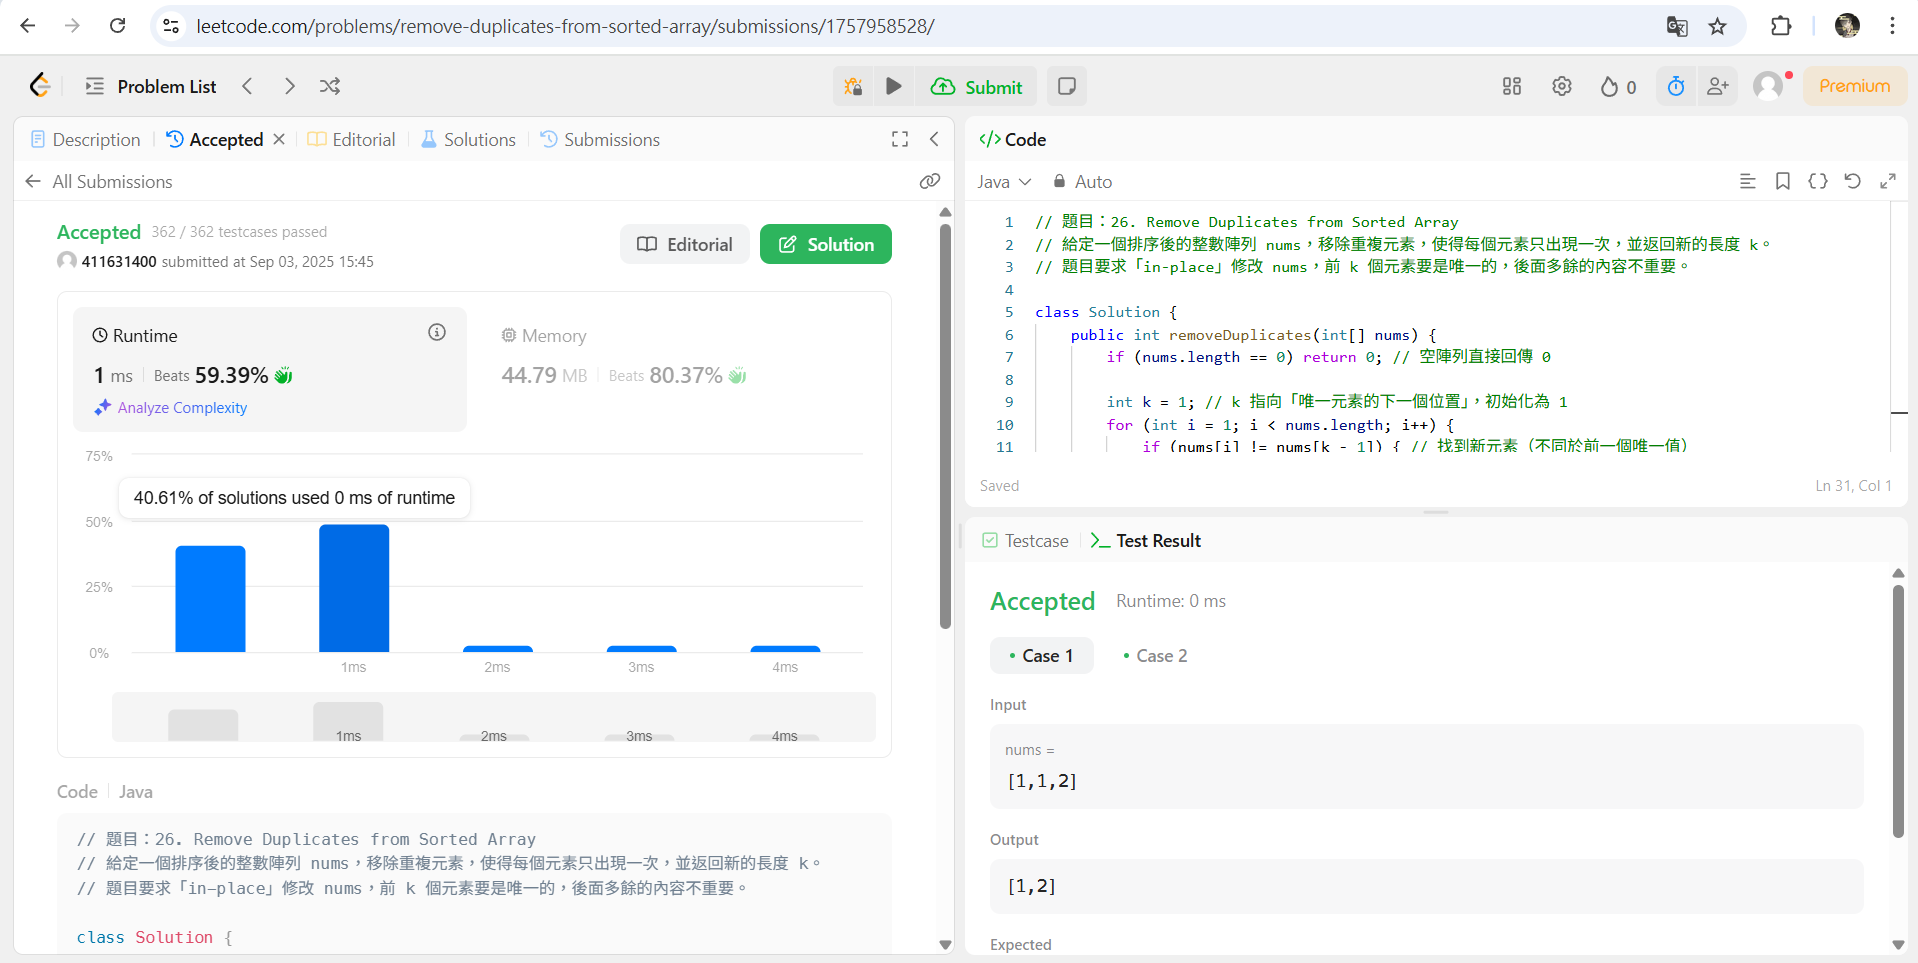 leetcode.com/problems/remove-duplicates-from-sorted-array/submissions/1757958528/
Problem List
Submit
0
Premium
Description
Accepted
Editorial
Solutions
Submissions
All Submissions
Accepted 362 / 362 testcases passed
411631400 submitted at Sep 03, 2025 15:45
Editorial
Solution
Runtime
1 ms Beats 59.39%
Analyze Complexity
Memory
44.79 MB Beats 80.37%
75%
40.61% of solutions used 0 ms of runtime
50%
25%
0%
1ms 2ms 3ms 4ms
1ms 2ms 3ms 4ms
Code Java
// 題目：26. Remove Duplicates from Sorted Array
// 給定一個排序後的整數陣列 nums，移除重複元素，使得每個元素只出現一次，並返回新的長度 k。
// 題目要求「in-place」修改 nums，前 k 個元素要是唯一的，後面多餘的內容不重要。
class Solution {
</> Code
Java
Auto
1 // 題目：26. Remove Duplicates from Sorted Array
2 // 給定一個排序後的整數陣列 nums，移除重複元素，使得每個元素只出現一次，並返回新的長度 k。
3 // 題目要求「in-place」修改 nums，前 k 個元素要是唯一的，後面多餘的內容不重要。
4
5 class Solution {
6 public int removeDuplicates(int[] nums) {
7 if (nums.length == 0) return 0; // 空陣列直接回傳 0
8
9 int k = 1; // k 指向「唯一元素的下一個位置」，初始化為 1
10 for (int i = 1; i < nums.length; i++) {
11 if (nums[i] != nums[k - 1]) { // 找到新元素（不同於前一個唯一值）
Saved
Ln 31, Col 1
Testcase
Test Result
Accepted Runtime: 0 ms
Case 1
Case 2
Input
nums =
[1,1,2]
Output
[1,2]
Expected